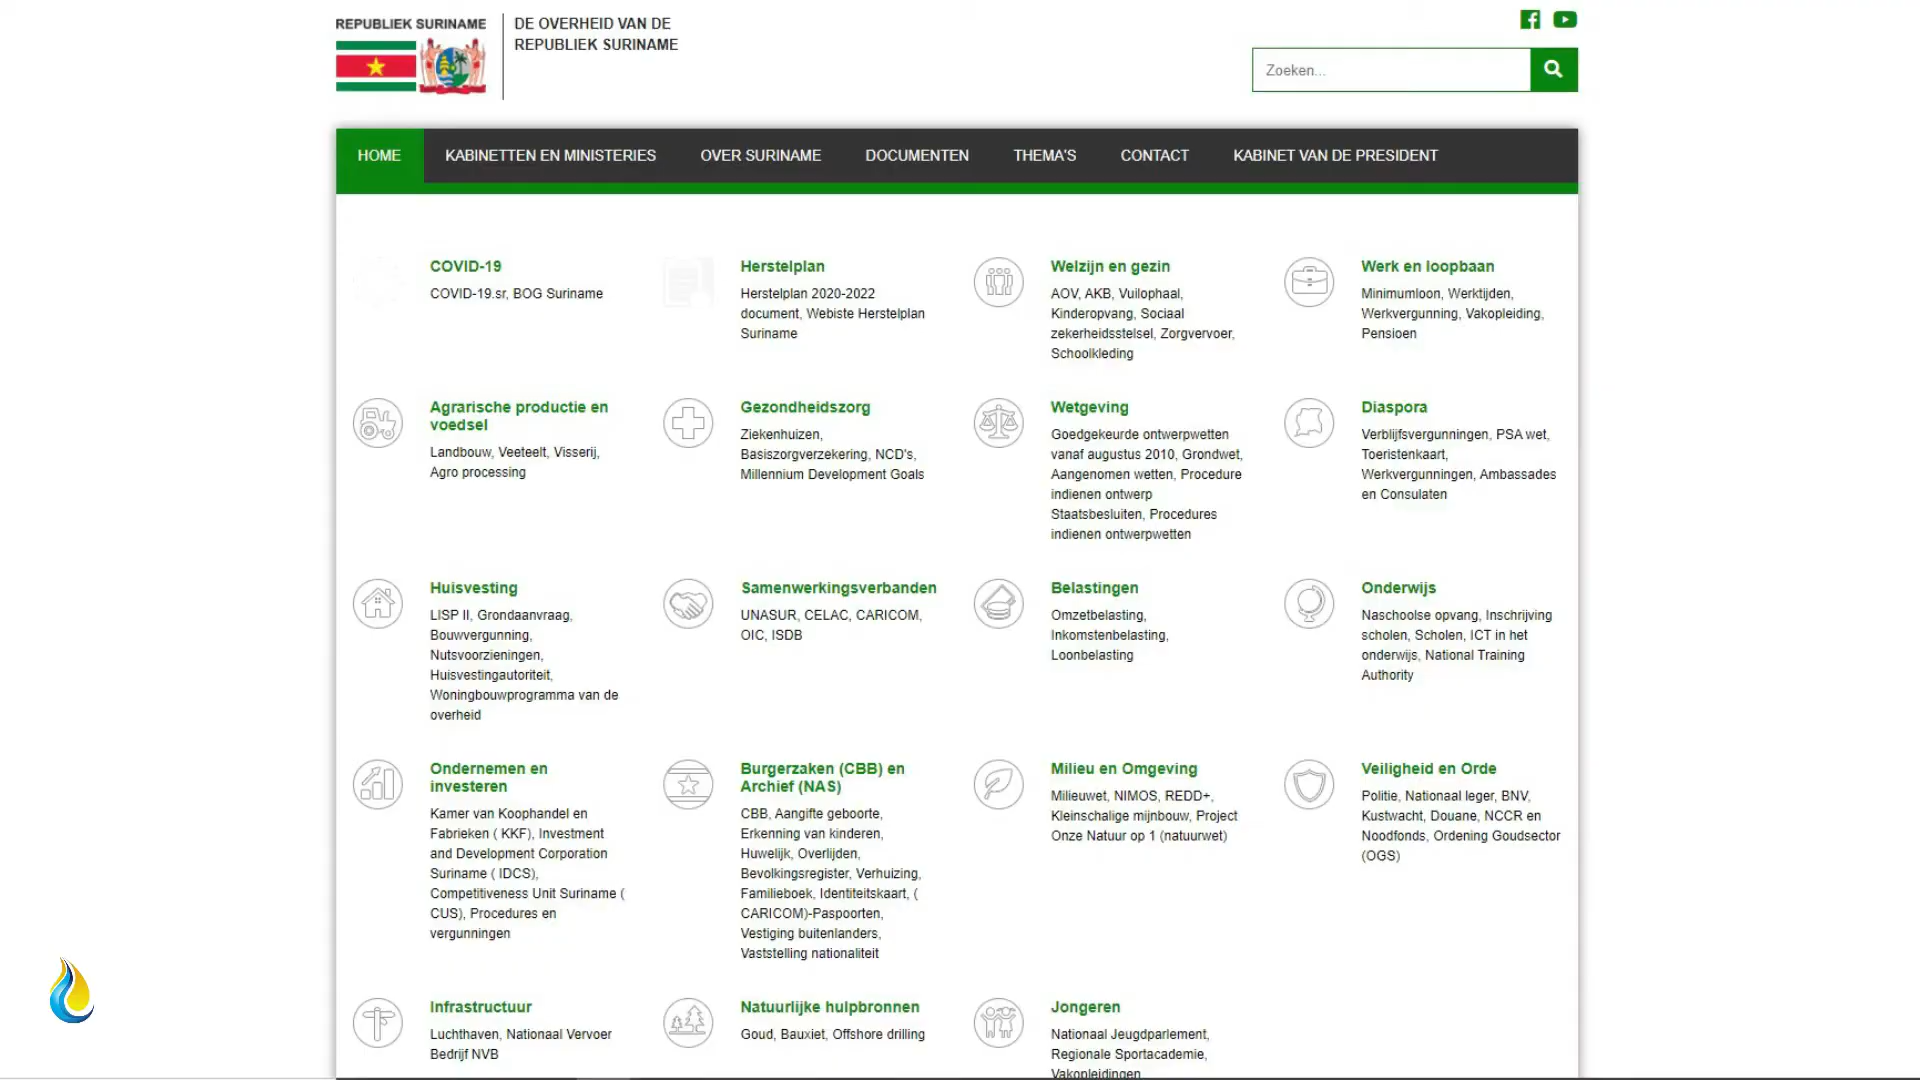 REPUBLIEK SURINAME
DE OVERHEID VAN DE
REPUBLIEK SURINAME
Zoeken...
HOME
KABINETTEN EN MINISTERIES
OVER SURINAME
DOCUMENTEN
THEMA'S
CONTACT
KABINET VAN DE PRESIDENT
COVID-19
COVID-19.sr, BOG Suriname
Herstelplan
Herstelplan 2020-2022
document, Webiste Herstelplan
Suriname
Welzijn en gezin
AOV, AKB, Vuilophaal,
Kinderopvang, Sociaal
zekerheidsstelsel, Zorgvervoer,
Schoolkleding
Werk en loopbaan
Minimumloon, Werktijden,
Werkvergunning, Vakopleiding,
Pensioen
Agrarische productie en
voedsel
Landbouw, Veeteelt, Visserij,
Agro processing
Gezondheidszorg
Ziekenhuizen,
Basiszorgverzekering, NCD's,
Millennium Development Goals
Wetgeving
Goedgekeurde ontwerpwetten
vanaf augustus 2010, Grondwet,
Aangenomen wetten, Procedure
indienen ontwerp
Staatsbesluiten, Procedures
indienen ontwerpwetten
Diaspora
Verblijfsvergunningen, PSA wet,
Toeristenkaart,
Werkvergunningen, Ambassades
en Consulaten
Huisvesting
LISP II, Grondaanvraag,
Bouwvergunning,
Nutsvoorzieningen,
Huisvestingautoriteit,
Woningbouwprogramma van de
overheid
Samenwerkingsverbanden
UNASUR, CELAC, CARICOM,
OIC, ISDB
Belastingen
Omzetbelasting,
Inkomstenbelasting,
Loonbelasting
Onderwijs
Naschoolse opvang, Inschrijving
scholen, Scholen, ICT in het
onderwijs, National Training
Authority
Ondernemen en
investeren
Kamer van Koophandel en
Fabrieken ( KKF), Investment
and Development Corporation
Suriname ( IDCS),
Competitiveness Unit Suriname (
CUS), Procedures en
vergunningen
Burgerzaken (CBB) en
Archief (NAS)
CBB, Aangifte geboorte,
Erkenning van kinderen,
Huwelijk, Overlijden,
Bevolkingsregister, Verhuizing,
Familieboek, Identiteitskaart, (
CARICOM)-Paspoorten,
Vestiging buitenlanders,
Vaststelling nationaliteit
Milieu en Omgeving
Milieuwet, NIMOS, REDD+,
Kleinschalige mijnbouw, Project
Onze Natuur op 1 (natuurwet)
Veiligheid en Orde
Politie, Nationaal leger, BNV,
Kustwacht, Douane, NCCR en
Noodfonds, Ordening Goudsector
(OGS)
Infrastructuur
Luchthaven, Nationaal Vervoer
Bedrijf NVB
Natuurlijke hulpbronnen
Goud, Bauxiet, Offshore drilling
Jongeren
Nationaal Jeugdparlement,
Regionale Sportacademie,
Vakopleidingen